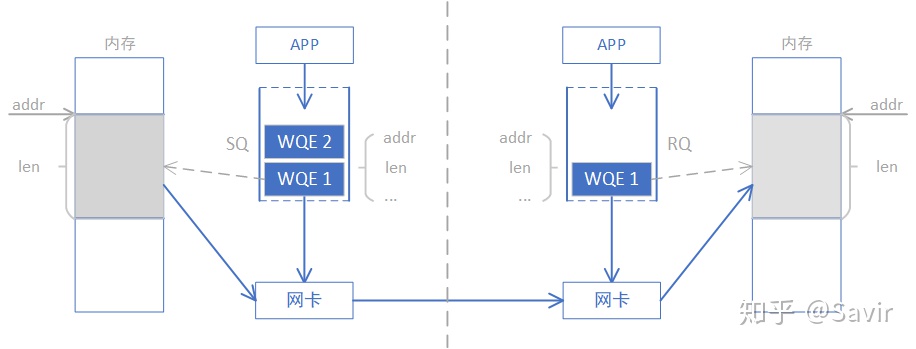 内存
APP
APP
内存
addr
addr
SQ
WQE 2
addr
addr
RQ
len
WQE 1
len
len
WQE 1
len
...
...
网卡
网卡
知乎 @Savir